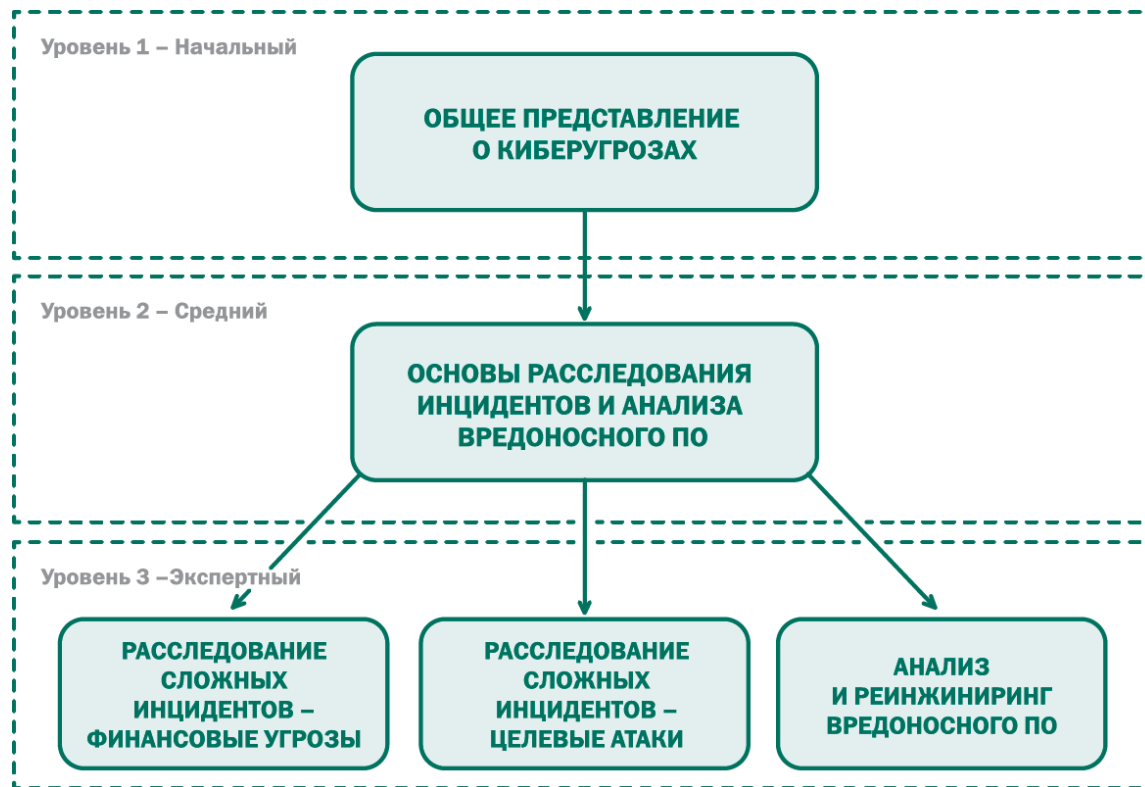 Уровень 1 – Начальный
ОБЩЕЕ ПРЕДСТАВЛЕНИЕ
О КИБЕРУГРОЗАХ
Уровень 2 – Средний
ОСНОВЫ РАССЛЕДОВАНИЯ
ИНЦИДЕНТОВ И АНАЛИЗА
ВРЕДОНОСНОГО ПО
Уровень 3 –Экспертный
РАССЛЕДОВАНИЕ
СЛОЖНЫХ
ИНЦИДЕНТОВ –
ФИНАНСОВЫЕ УГРОЗЫ
РАССЛЕДОВАНИЕ
СЛОЖНЫХ
ИНЦИДЕНТОВ –
ЦЕЛЕВЫЕ АТАКИ
АНАЛИЗ
И РЕИНЖИНИРИНГ
ВРЕДОНОСНОГО ПО